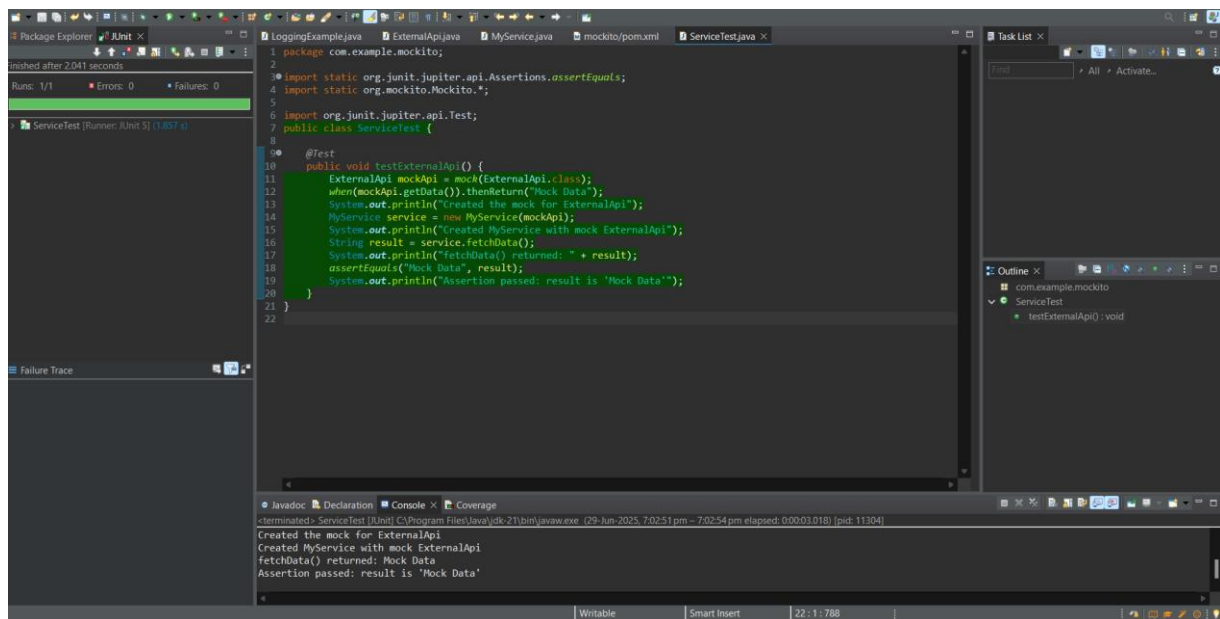 Package Explorer JUnit ×
Finished after 2.041 seconds
Runs: 1/1 Errors: 0 Failures: 0
ServiceTest [Runner: JUnit 5] (1.857 s)
Failure Trace
LoggingExample.java ExternalApi.java MyService.java mockito/pom.xml ServiceTest.java ×
1 package com.example.mockito;
2
3 import static org.junit.jupiter.api.Assertions.assertEquals;
4 import static org.mockito.Mockito.*;
5
6 import org.junit.jupiter.api.Test;
7 public class ServiceTest {
8
9 @Test
10 public void testExternalApi() {
11 ExternalApi mockApi = mock(ExternalApi.class);
12 when(mockApi.getData()).thenReturn("Mock Data");
13 System.out.println("Created the mock for ExternalApi");
14 MyService service = new MyService(mockApi);
15 System.out.println("Created MyService with mock ExternalApi");
16 String result = service.fetchData();
17 System.out.println("fetchData() returned: " + result);
18 assertEquals("Mock Data", result);
19 System.out.println("Assertion passed: result is 'Mock Data'");
20 }
21 }
22
Task List ×
Find All Activate...
Outline ×
com.example.mockito
ServiceTest
testExternalApi() : void
Javadoc Declaration Console × Coverage
<terminated> ServiceTest [JUnit] C:\Program Files\Java\jdk-21\bin\javaw.exe (29-Jun-2025, 7:02:51 pm – 7:02:54 pm elapsed: 0:00:03.018) [pid: 11304]
Created the mock for ExternalApi
Created MyService with mock ExternalApi
fetchData() returned: Mock Data
Assertion passed: result is 'Mock Data'
Writable Smart Insert 22 : 1 : 788